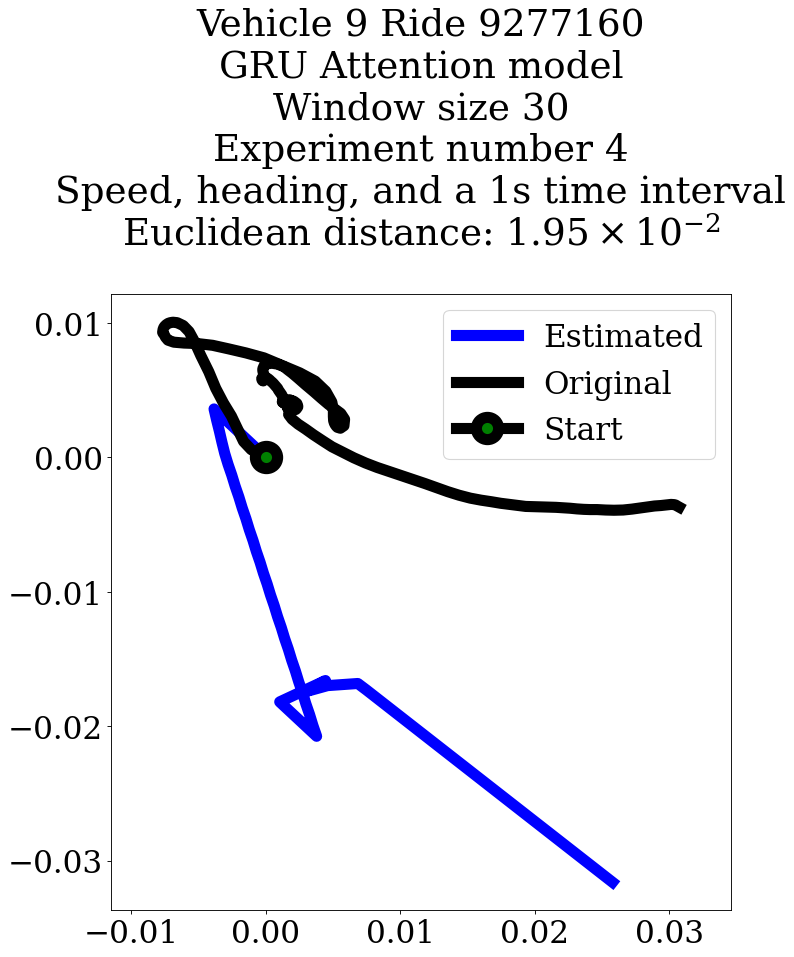 Vehicle 9 Ride 9277160
GRU Attention model
Window size 30
Experiment number 4
Speed, heading, and a 1s time interval
Euclidean distance: 1.95 × 10⁻²
Estimated
Original
Start
0.01
0.00
−0.01
−0.02
−0.03
−0.01 0.00 0.01 0.02 0.03